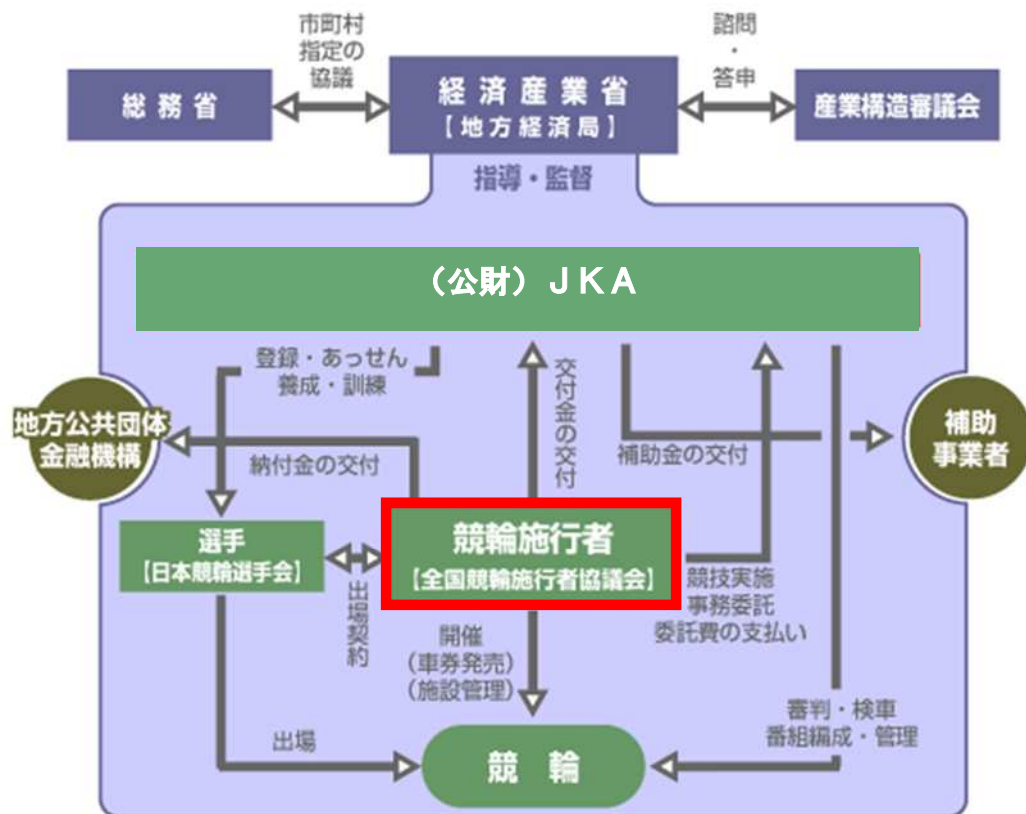 市町村
指定の
協議
諮問
・
答申
総務省
経済産業省
【地方経済局】
産業構造審議会
指導・監督
（公財）ＪＫＡ
登録・あっせん
養成・訓練
交付金の交付
地方公共団体
金融機構
納付金の交付
補助金の交付
補助
事業者
選手
【日本競輪選手会】
競輪施行者
【全国競輪施行者協議会】
出場契約
競技実施
事務委託
委託費の支払い
開催
（車券発売）
（施設管理）
審判・検車
番組編成・管理
出場
競輪